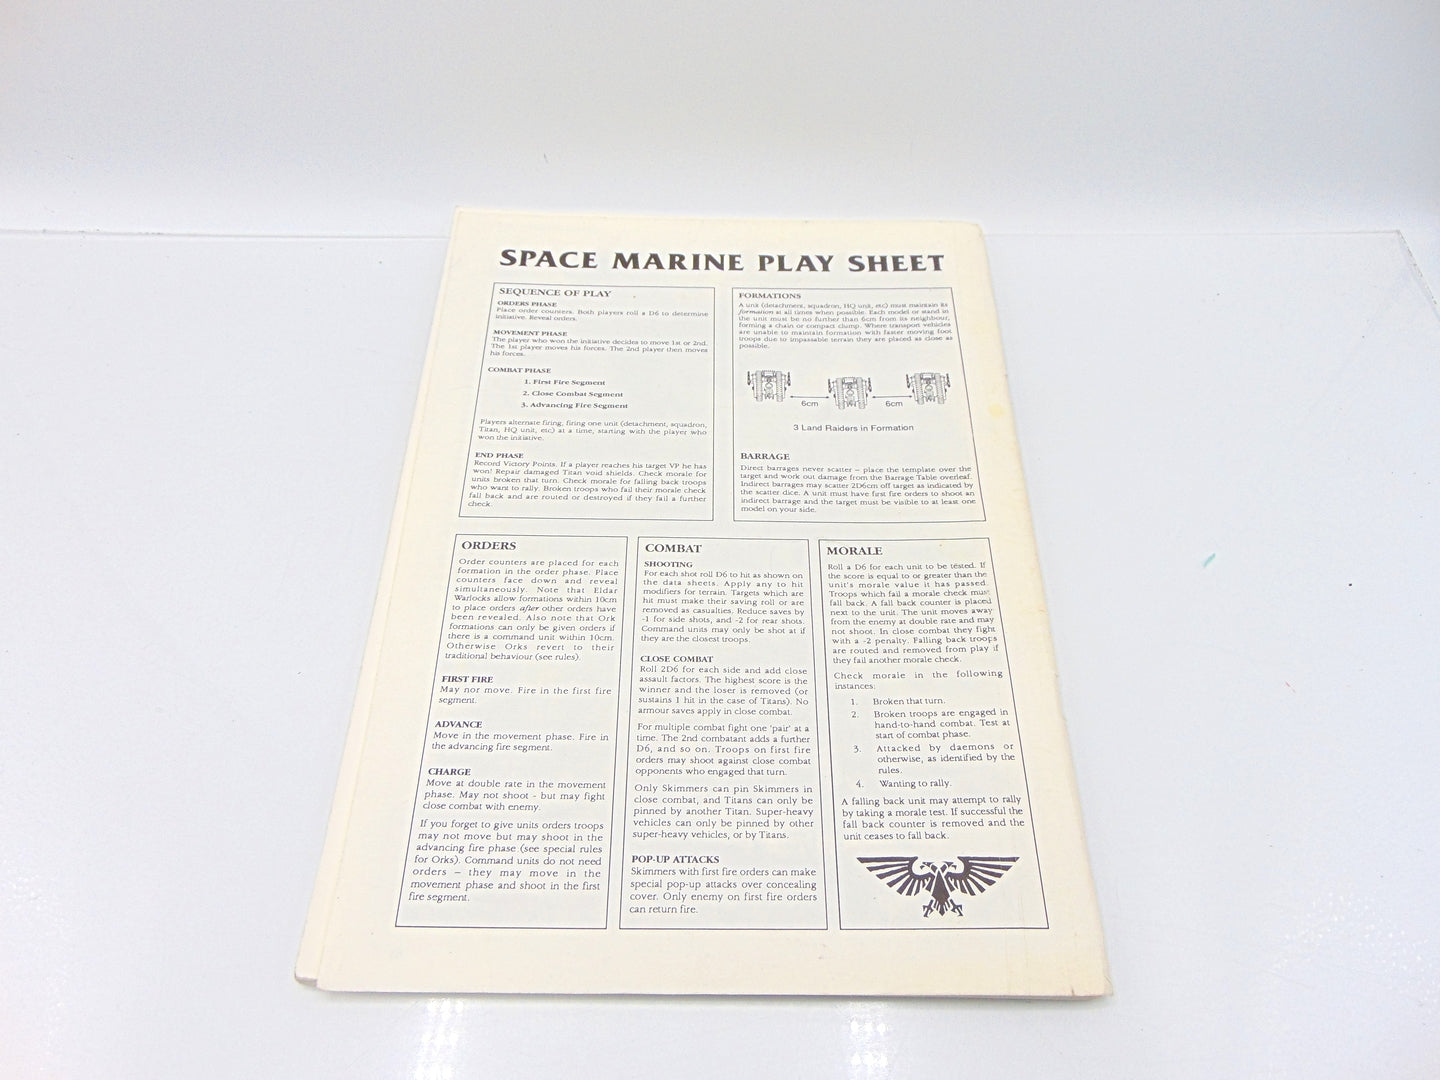 SPACE MARINE PLAY SHEET
SEQUENCE OF PLAY
ORDERS PHASE
Place order counters. Both players roll a D6 to determine
initiative. Reveal orders.
MOVEMENT PHASE
The player who won the initiative decides to move 1st or 2nd.
The 1st player moves his forces. The 2nd player then moves
his forces.
COMBAT PHASE
1. First Fire Segment
2. Close Combat Segment
3. Advancing Fire Segment
Players alternate firing, firing one unit (detachment, squadron,
Titan, HQ unit, etc) at a time, starting with the player who
won the initiative.
END PHASE
Record Victory Points. If a player reaches his target VP he has
won! Repair damaged Titan void shields. Check morale for
units broken that turn. Check morale for falling back troops
who want to rally. Broken troops who fail their morale check
fall back and are routed or destroyed if they fail a further
check.
FORMATIONS
A unit (detachment, squadron, HQ unit, etc) must maintain its
formation at all times when possible. Each model or stand in
the unit must be no further than 6cm from its neighbour,
forming a chain or compact clump. Where transport vehicles
are unable to maintain formation with faster moving foot
troops due to impassable terrain they are placed as close as
possible.
6cm 6cm
3 Land Raiders in Formation
BARRAGE
Direct barrages never scatter – place the template over the
target and work out damage from the Barrage Table overleaf.
Indirect barrages may scatter 2D6cm off target as indicated by
the scatter dice. A unit must have first fire orders to shoot an
indirect barrage and the target must be visible to at least one
model on your side.
ORDERS
Order counters are placed for each
formation in the order phase. Place
counters face down and reveal
simultaneously. Note that Eldar
Warlocks allow formations within 10cm
to place orders after other orders have
been revealed. Also note that Ork
formations can only be given orders if
there is a command unit within 10cm.
Otherwise Orks revert to their
traditional behaviour (see rules).
FIRST FIRE
May nor move. Fire in the first fire
segment.
ADVANCE
Move in the movement phase. Fire in
the advancing fire segment.
CHARGE
Move at double rate in the movement
phase. May not shoot - but may fight
close combat with enemy.
If you forget to give units orders troops
may not move but may shoot in the
advancing fire phase (see special rules
for Orks). Command units do not need
orders – they may move in the
movement phase and shoot in the first
fire segment.
COMBAT
SHOOTING
For each shot roll D6 to hit as shown on
the data sheets. Apply any to hit
modifiers for terrain. Targets which are
hit must make their saving roll or are
removed as casualties. Reduce saves by
-1 for side shots, and -2 for rear shots.
Command units may only be shot at if
they are the closest troops.
CLOSE COMBAT
Roll 2D6 for each side and add close
assault factors. The highest score is the
winner and the loser is removed (or
sustains 1 hit in the case of Titans). No
armour saves apply in close combat.
For multiple combat fight one 'pair' at a
time. The 2nd combatant adds a further
D6, and so on. Troops on first fire
orders may shoot against close combat
opponents who engaged that turn.
Only Skimmers can pin Skimmers in
close combat, and Titans can only be
pinned by another Titan. Super-heavy
vehicles can only be pinned by other
super-heavy vehicles, or by Titans.
POP-UP ATTACKS
Skimmers with first fire orders can make
special pop-up attacks over concealing
cover. Only enemy on first fire orders
can return fire.
MORALE
Roll a D6 for each unit to be tested. If
the score is equal to or greater than the
unit's morale value it has passed.
Troops which fail a morale check must
fall back. A fall back counter is placed
next to the unit. The unit moves away
from the enemy at double rate and may
not shoot. In close combat they fight
with a -2 penalty. Falling back troops
are routed and removed from play if
they fail another morale check.
Check morale in the following
instances:
1. Broken that turn.
2. Broken troops are engaged in
hand-to-hand combat. Test at
start of combat phase.
3. Attacked by daemons or
otherwise, as identified by the
rules.
4. Wanting to rally.
A falling back unit may attempt to rally
by taking a morale test. If successful the
fall back counter is removed and the
unit ceases to fall back.